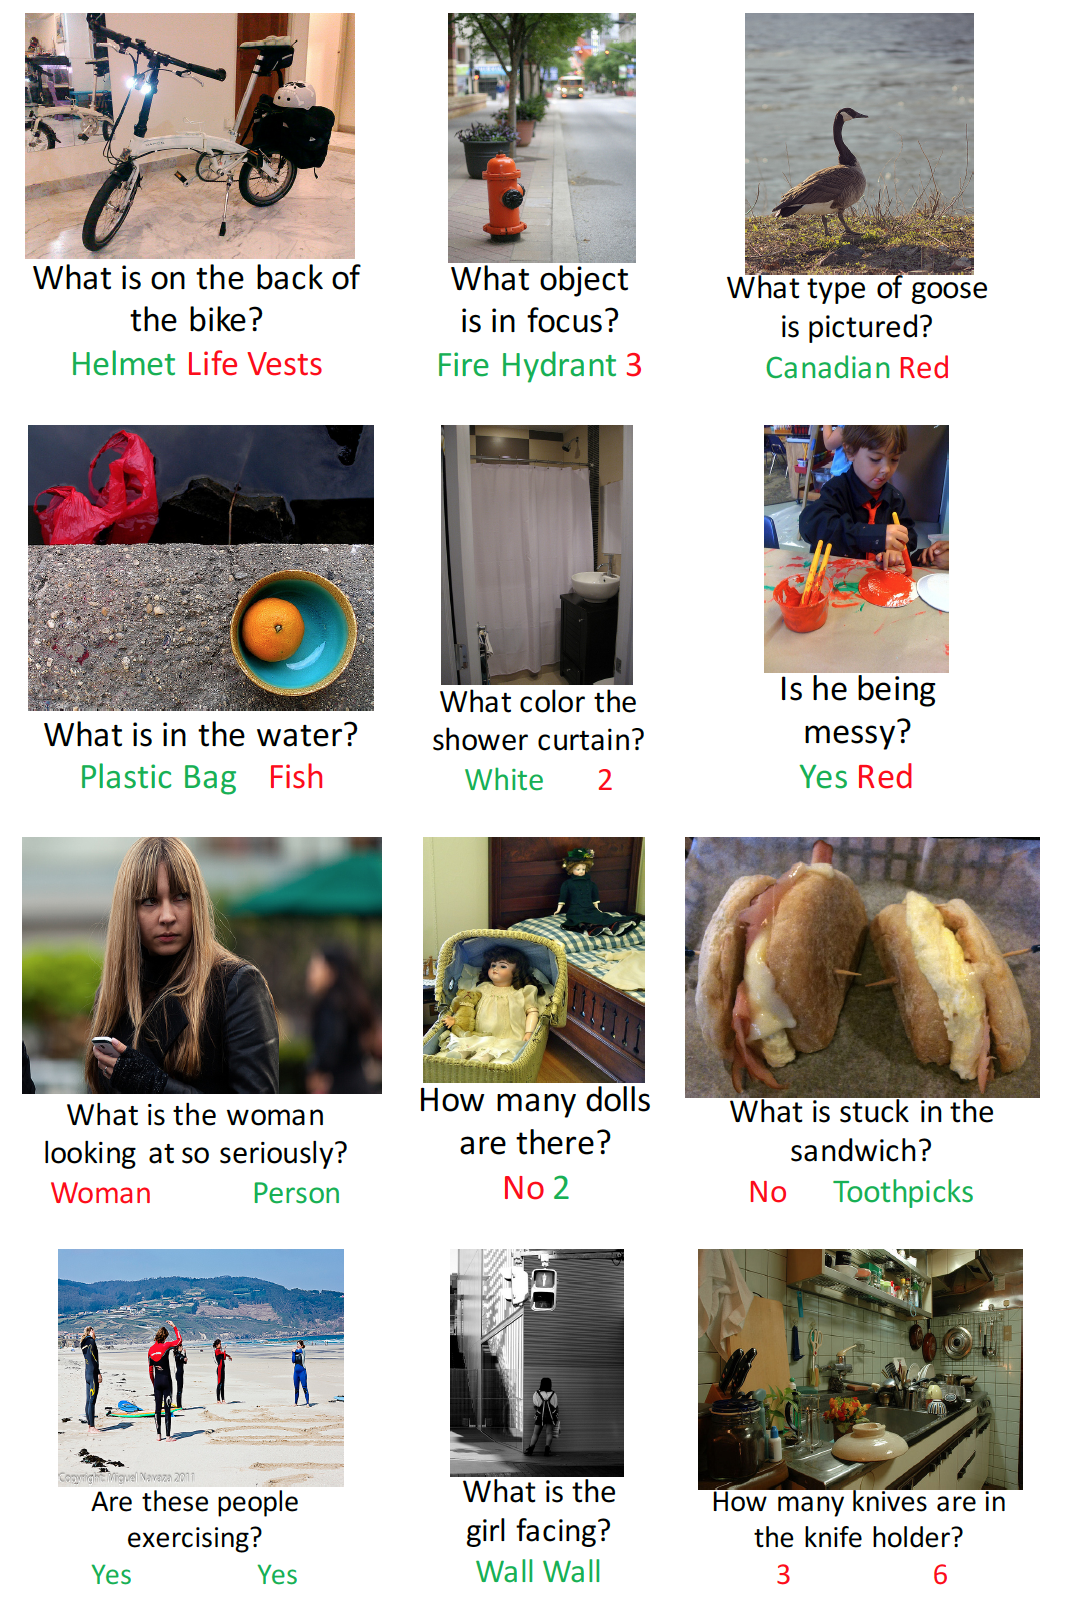 What is on the back of
the bike?
Helmet Life Vests
What object
is in focus?
Fire Hydrant 3
What type of goose
is pictured?
Canadian Red
What is in the water?
Plastic Bag Fish
What color the
shower curtain?
White 2
Is he being
messy?
Yes Red
What is the woman
looking at so seriously?
Woman Person
How many dolls
are there?
No 2
What is stuck in the
sandwich?
No Toothpicks
Copyright: Miguel Navaza 2011
Are these people
exercising?
Yes Yes
What is the
girl facing?
Wall Wall
How many knives are in
the knife holder?
3 6